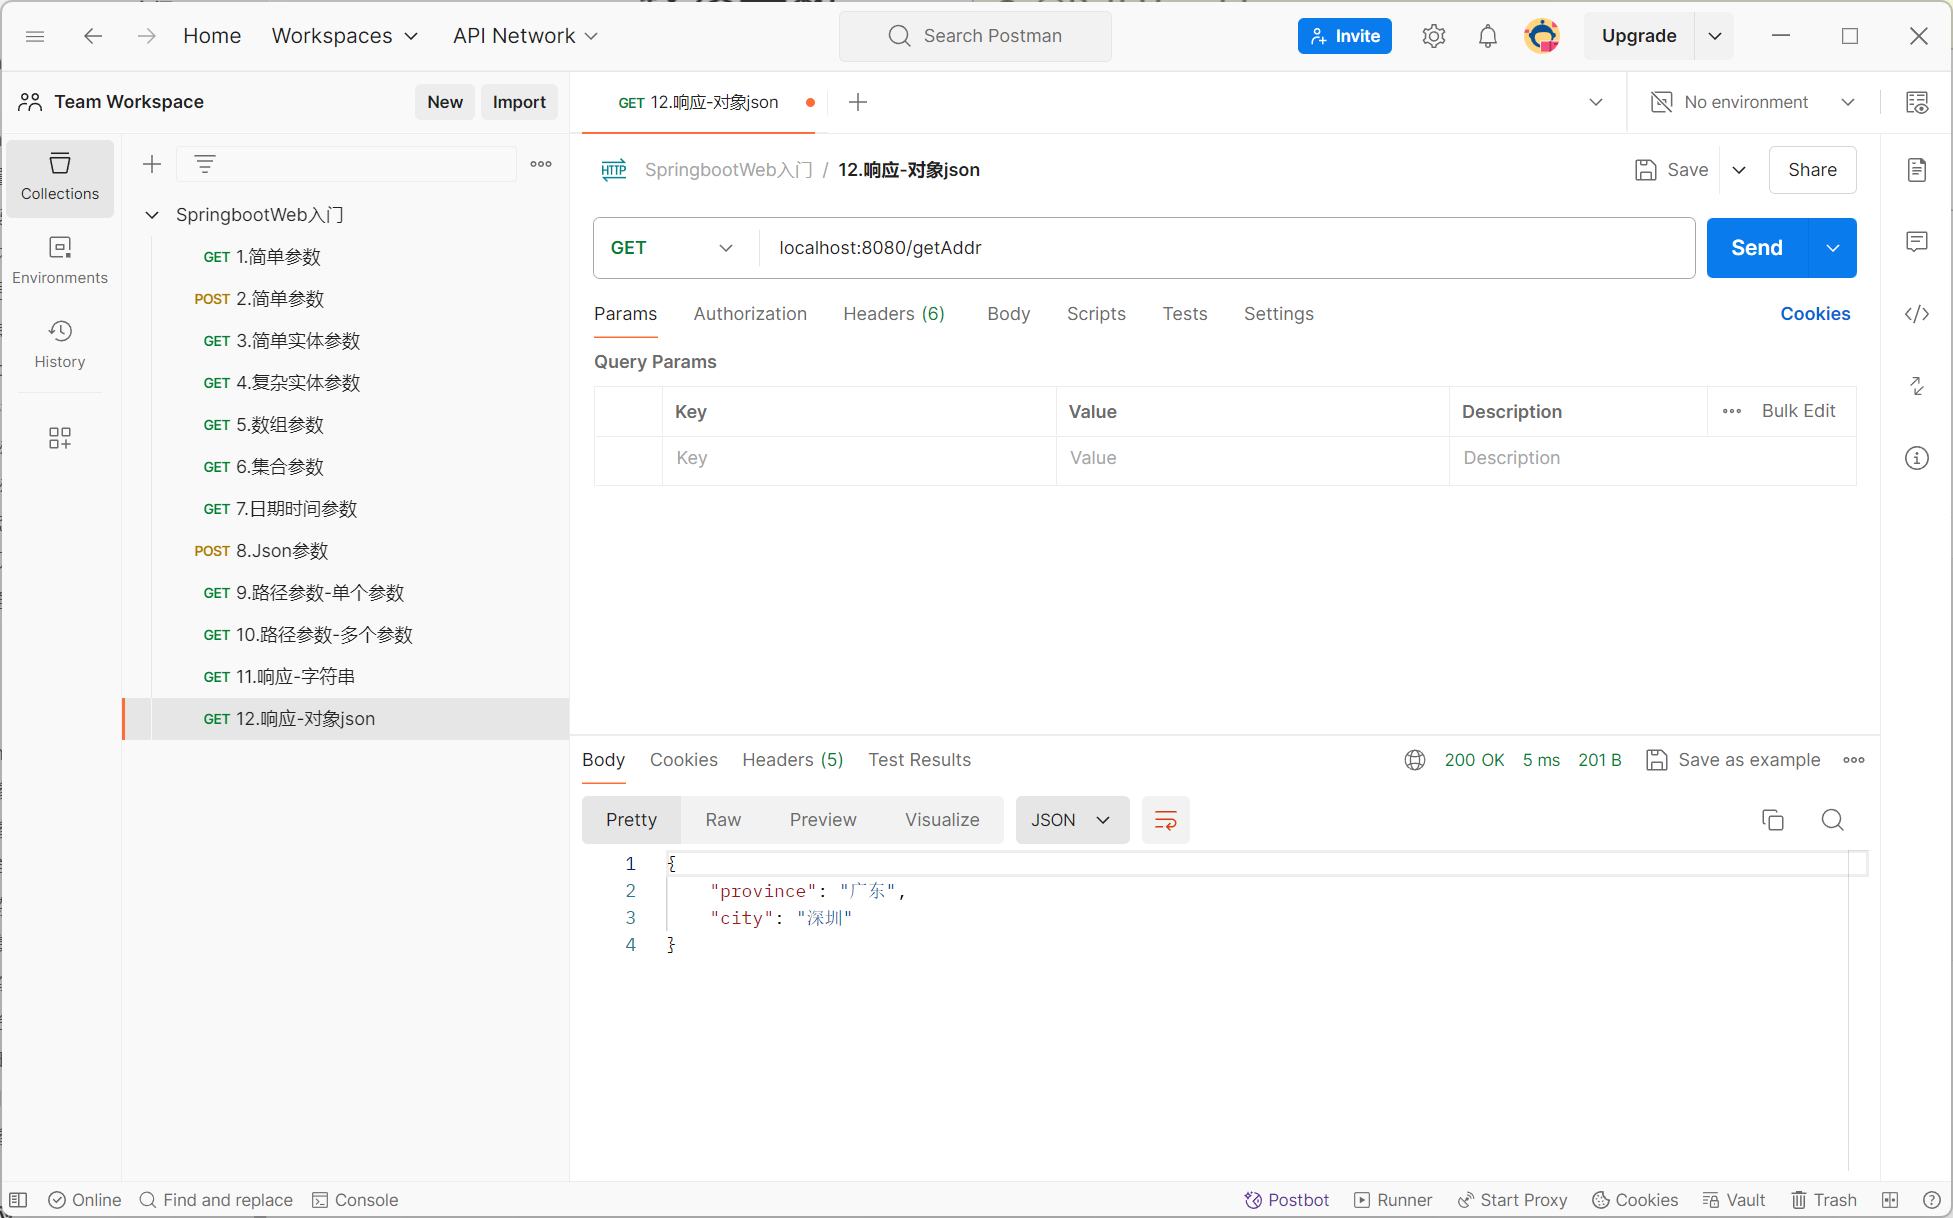 Home Workspaces API Network Search Postman Invite Upgrade
Team Workspace New Import
GET 12.响应-对象json No environment
Collections
Environments
History
SpringbootWeb入门
GET 1.简单参数
POST 2.简单参数
GET 3.简单实体参数
GET 4.复杂实体参数
GET 5.数组参数
GET 6.集合参数
GET 7.日期时间参数
POST 8.Json参数
GET 9.路径参数-单个参数
GET 10.路径参数-多个参数
GET 11.响应-字符串
GET 12.响应-对象json
HTTP SpringbootWeb入门 / 12.响应-对象json Save Share
GET localhost:8080/getAddr Send
Params Authorization Headers (6) Body Scripts Tests Settings Cookies
Query Params
Key Value Description Bulk Edit
Key Value Description
Body Cookies Headers (5) Test Results 200 OK 5 ms 201 B Save as example
Pretty Raw Preview Visualize JSON
1 {
2 "province": "广东",
3 "city": "深圳"
4 }
Online Find and replace Console Postbot Runner Start Proxy Cookies Vault Trash